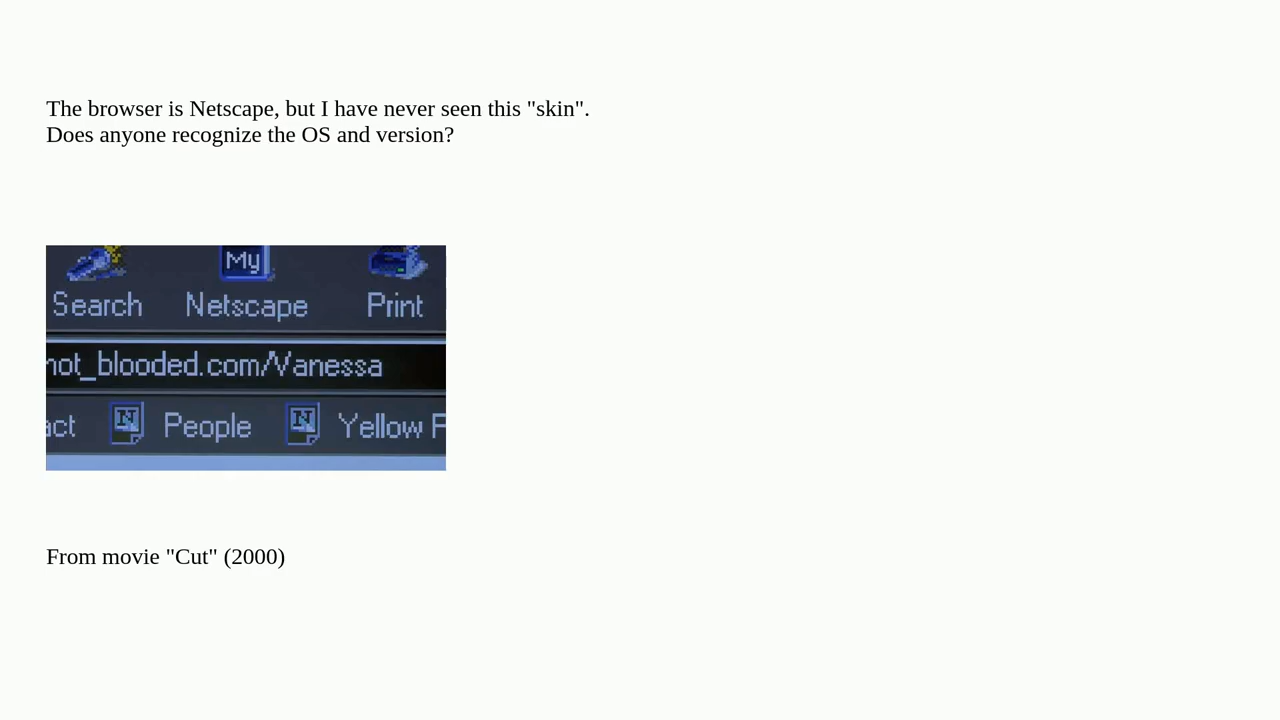 The browser is Netscape, but I have never seen this "skin".
Does anyone recognize the OS and version?
Search My Netscape Print
not_blooded.com/Vanessa
People Yellow
From movie "Cut" (2000)